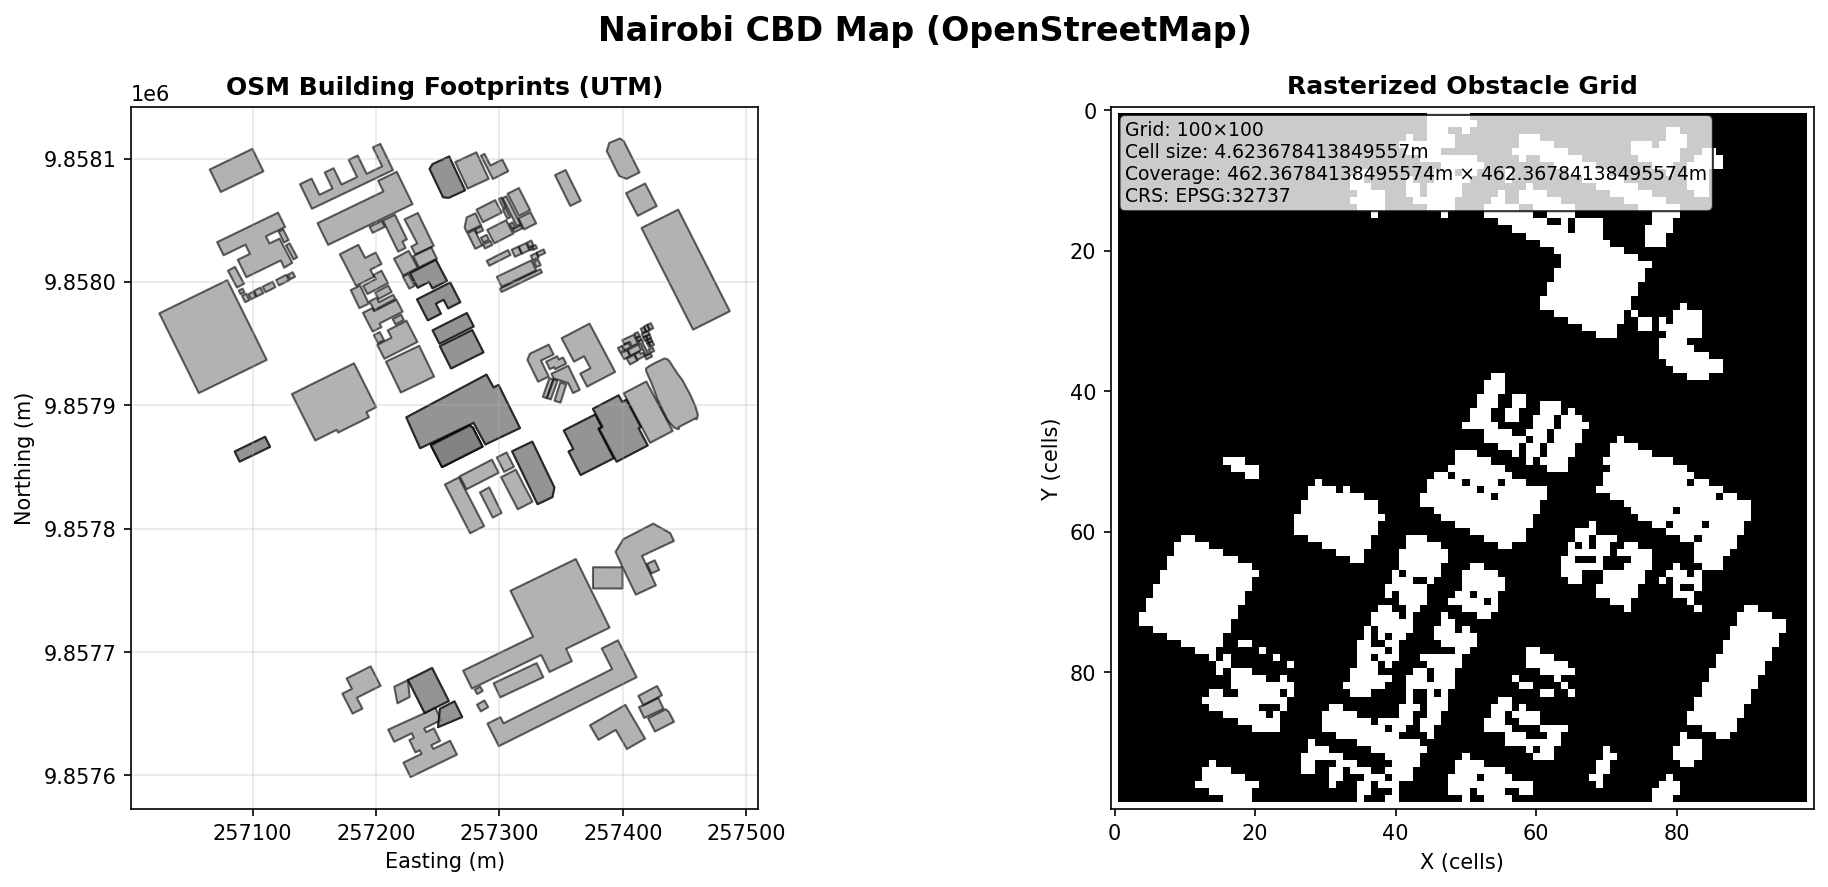 Nairobi CBD Map (OpenStreetMap)
OSM Building Footprints (UTM)
1e6
9.8581
9.8580
9.8579
9.8578
9.8577
9.8576
Northing (m)
257100 257200 257300 257400 257500
Easting (m)
Rasterized Obstacle Grid
Grid: 100×100
Cell size: 4.623678413849557m
Coverage: 462.36784138495574m × 462.36784138495574m
CRS: EPSG:32737
0
20
40
60
80
Y (cells)
0 20 40 60 80
X (cells)